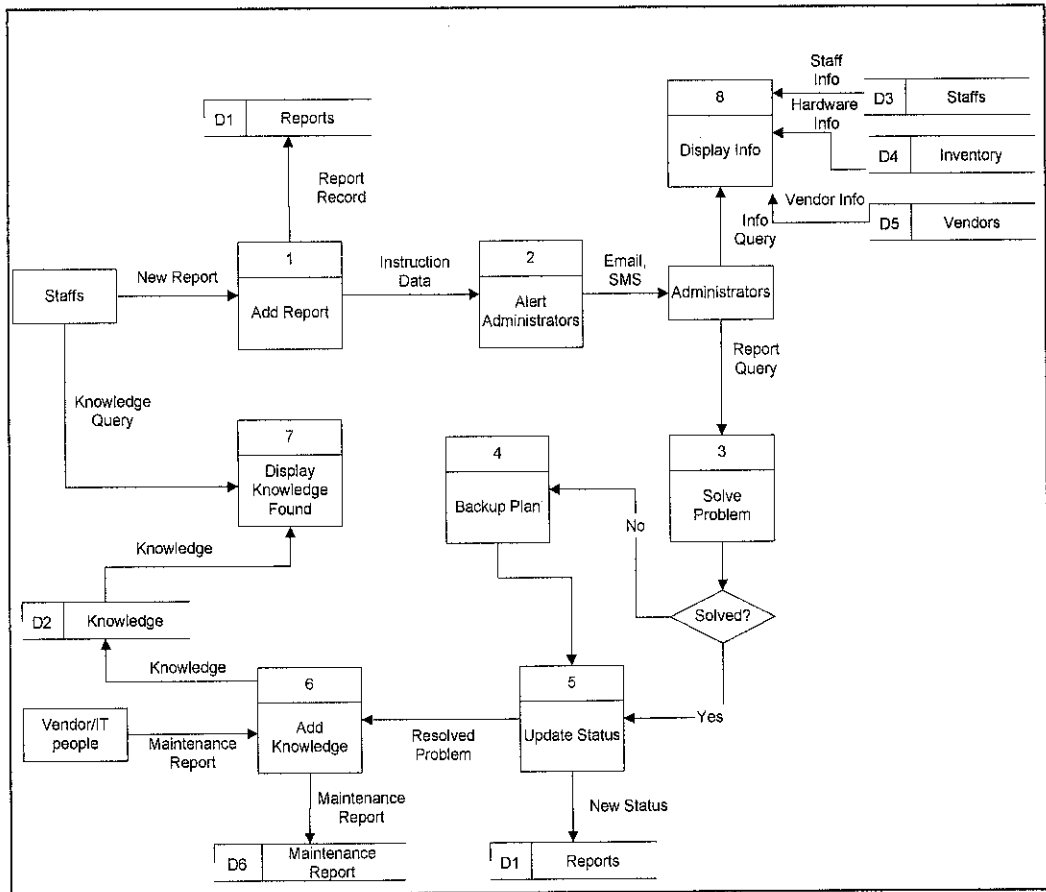 Staff
Info
8
D3
Staffs
Hardware
Info
D1
Reports
Display Info
D4
Inventory
Report
Record
Vendor Info
Info
Query
D5
Vendors
1
2
Instruction
Data
Email,
SMS
Staffs
New Report
Add Report
Alert
Administrators
Administrators
Report
Query
Knowledge
Query
7
Display
Knowledge
Found
4
Backup Plan
3
Solve
Problem
No
Knowledge
D2
Knowledge
Solved?
Knowledge
6
5
Vendor/IT
people
Maintenance
Report
Add
Knowledge
Resolved
Problem
Update Status
Yes
Maintenance
Report
New Status
D6
Maintenance
Report
D1
Reports